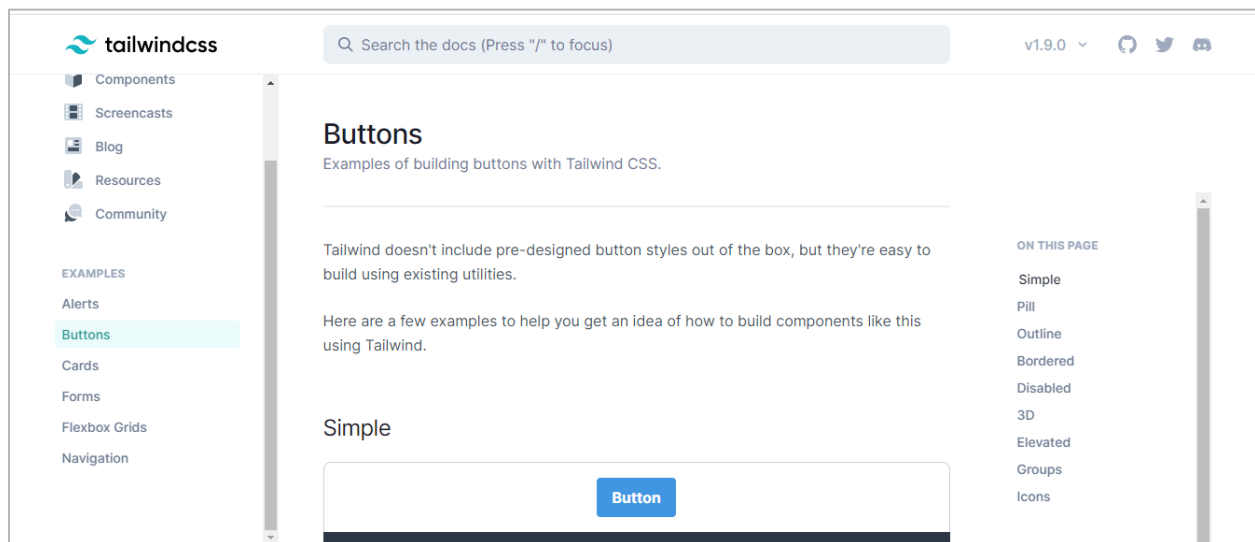 tailwindcss
Search the docs (Press "/" to focus)
v1.9.0
Components
Screencasts
Blog
Resources
Community
EXAMPLES
Alerts
Buttons
Cards
Forms
Flexbox Grids
Navigation
Buttons
Examples of building buttons with Tailwind CSS.
Tailwind doesn't include pre-designed button styles out of the box, but they're easy to
build using existing utilities.
Here are a few examples to help you get an idea of how to build components like this
using Tailwind.
Simple
Button
ON THIS PAGE
Simple
Pill
Outline
Bordered
Disabled
3D
Elevated
Groups
Icons